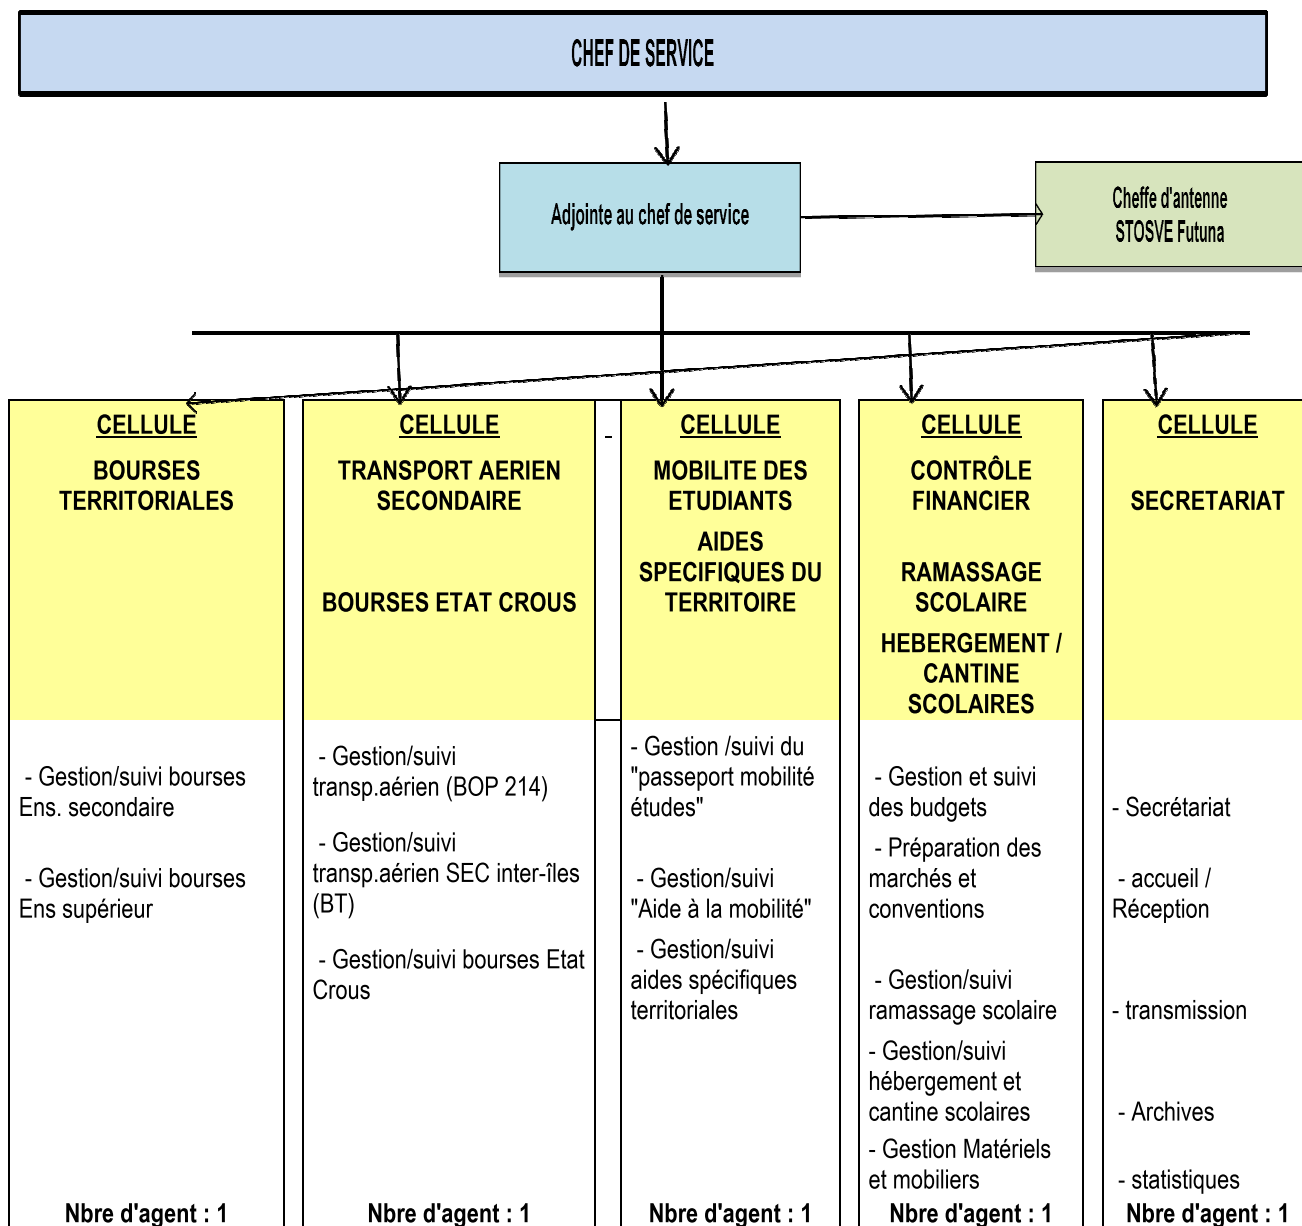 CHEF DE SERVICE
Adjointe au chef de service
Cheffe d'antenne
STOSVE Futuna
CELLULE
BOURSES
TERRITORIALES
- Gestion/suivi bourses
Ens. secondaire
- Gestion/suivi bourses
Ens supérieur
Nbre d'agent : 1
CELLULE
TRANSPORT AERIEN
SECONDAIRE
BOURSES ETAT CROUS
- Gestion/suivi
transp.aérien (BOP 214)
- Gestion/suivi
transp.aérien SEC inter-îles
(BT)
- Gestion/suivi bourses Etat
Crous
Nbre d'agent : 1
-
CELLULE
MOBILITE DES
ETUDIANTS
AIDES
SPECIFIQUES DU
TERRITOIRE
- Gestion /suivi du
"passeport mobilité
études"
- Gestion/suivi
"Aide à la mobilité"
- Gestion/suivi
aides spécifiques
territoriales
Nbre d'agent : 1
CELLULE
CONTRÔLE
FINANCIER
RAMASSAGE
SCOLAIRE
HEBERGEMENT /
CANTINE
SCOLAIRES
- Gestion et suivi
des budgets
- Préparation des
marchés et
conventions
- Gestion/suivi
ramassage scolaire
- Gestion/suivi
hébergement et
cantine scolaires
- Gestion Matériels
et mobiliers
Nbre d'agent : 1
CELLULE
SECRETARIAT
- Secrétariat
- accueil /
Réception
- transmission
- Archives
- statistiques
Nbre d'agent : 1